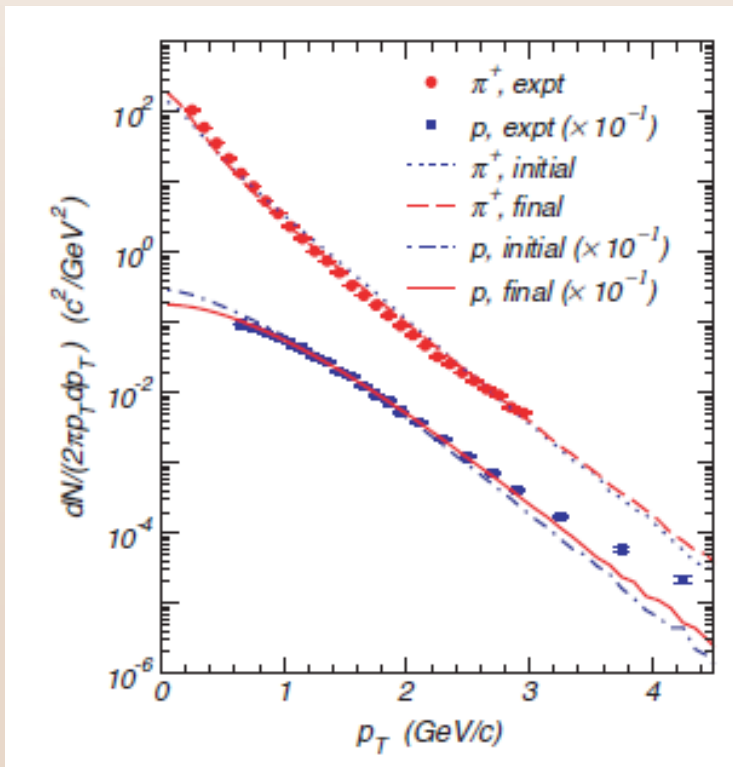 π⁺, expt
p, expt (× 10⁻¹)
π⁺, initial
π⁺, final
p, initial (× 10⁻¹)
p, final (× 10⁻¹)
10²
10⁰
10⁻²
10⁻⁴
10⁻⁶
dN/(2πp_T dp_T) (c²/GeV²)
0 1 2 3 4
p_T (GeV/c)